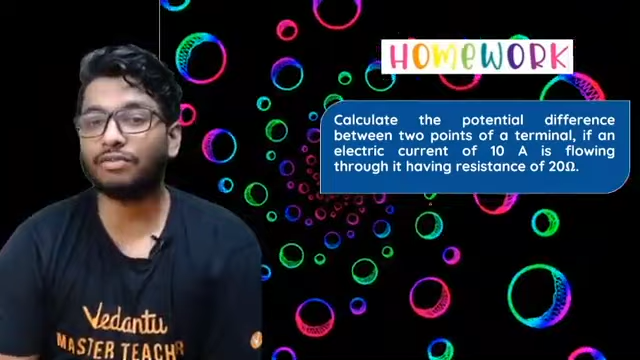 HOMEWORK
Calculate the potential difference
between two points of a terminal, if an
electric current of 10 A is flowing
through it having resistance of 20Ω.
Vedantu
MASTER TEACHER